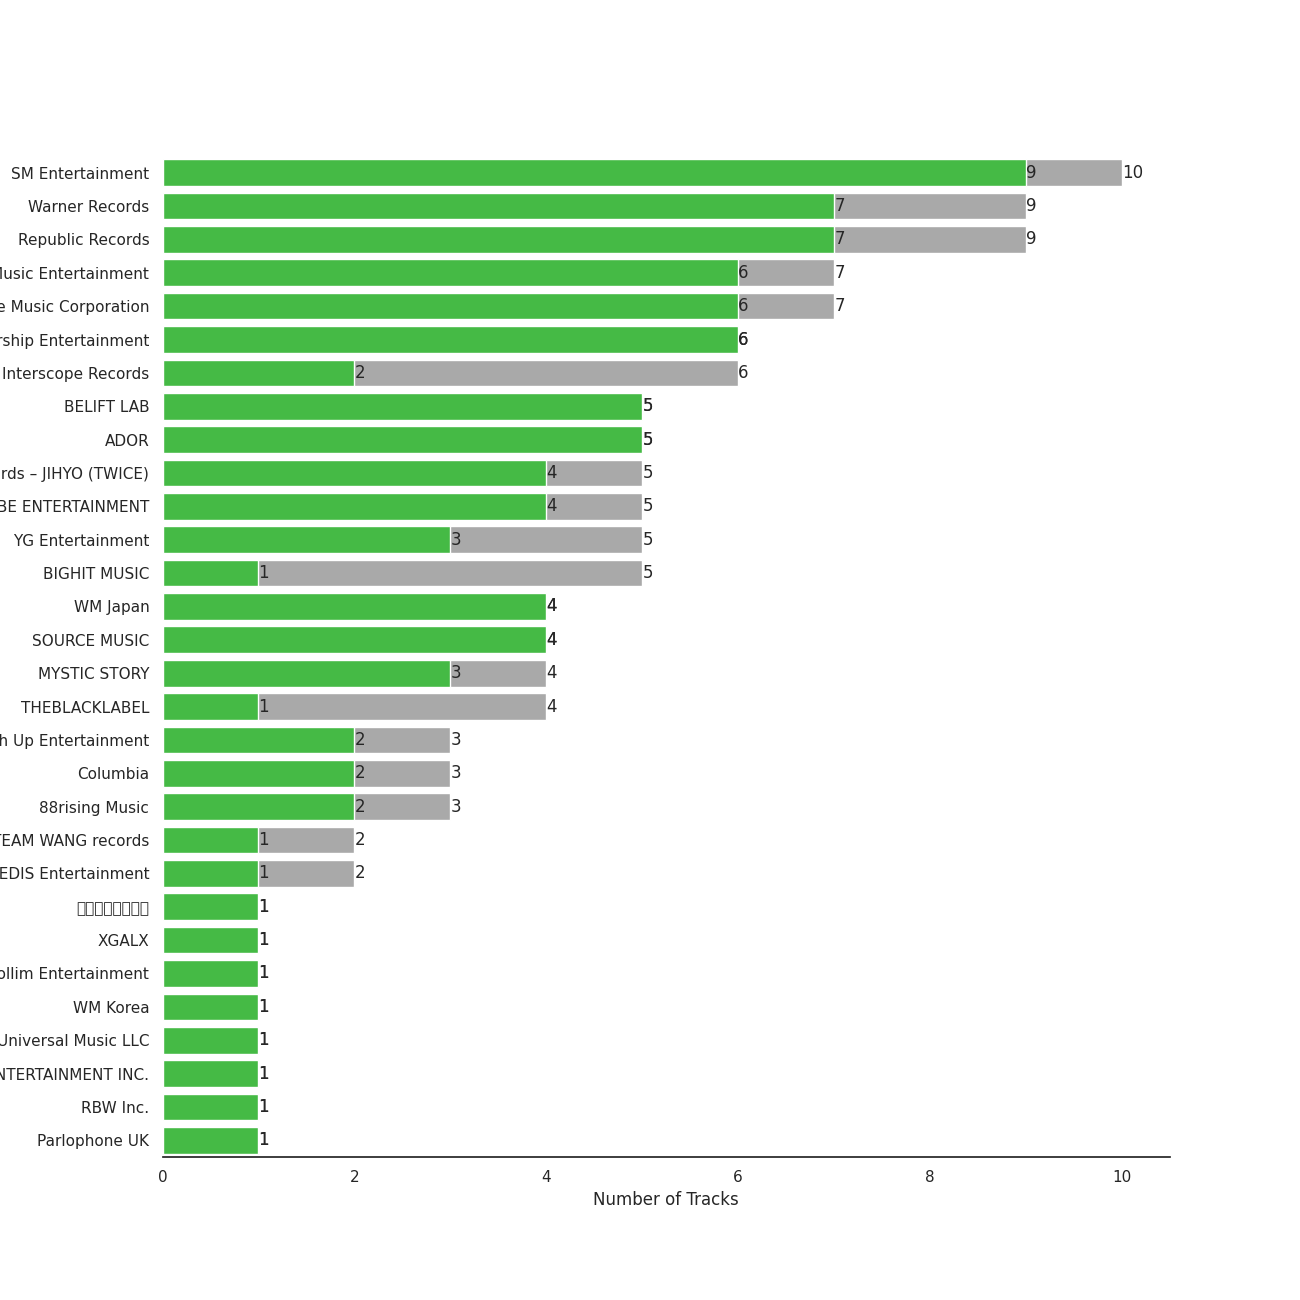 SM Entertainment 9 10
Warner Records 7 9
Republic Records 7 9
Music Entertainment 6 7
Music Corporation 6 7
rship Entertainment 6
Interscope Records 2 6
BELIFT LAB 5
ADOR 5
rds – JIHYO (TWICE) 4 5
BE ENTERTAINMENT 4 5
YG Entertainment 3 5
BIGHIT MUSIC 1 5
WM Japan 4
SOURCE MUSIC 4
MYSTIC STORY 3 4
THEBLACKLABEL 1 4
h Up Entertainment 2 3
Columbia 2 3
88rising Music 2 3
TEAM WANG records 1 2
EDIS Entertainment 1 2
1
XGALX 1
ollim Entertainment 1
WM Korea 1
Universal Music LLC 1
NTERTAINMENT INC. 1
RBW Inc. 1
Parlophone UK 1
0 2 4 6 8 10
Number of Tracks